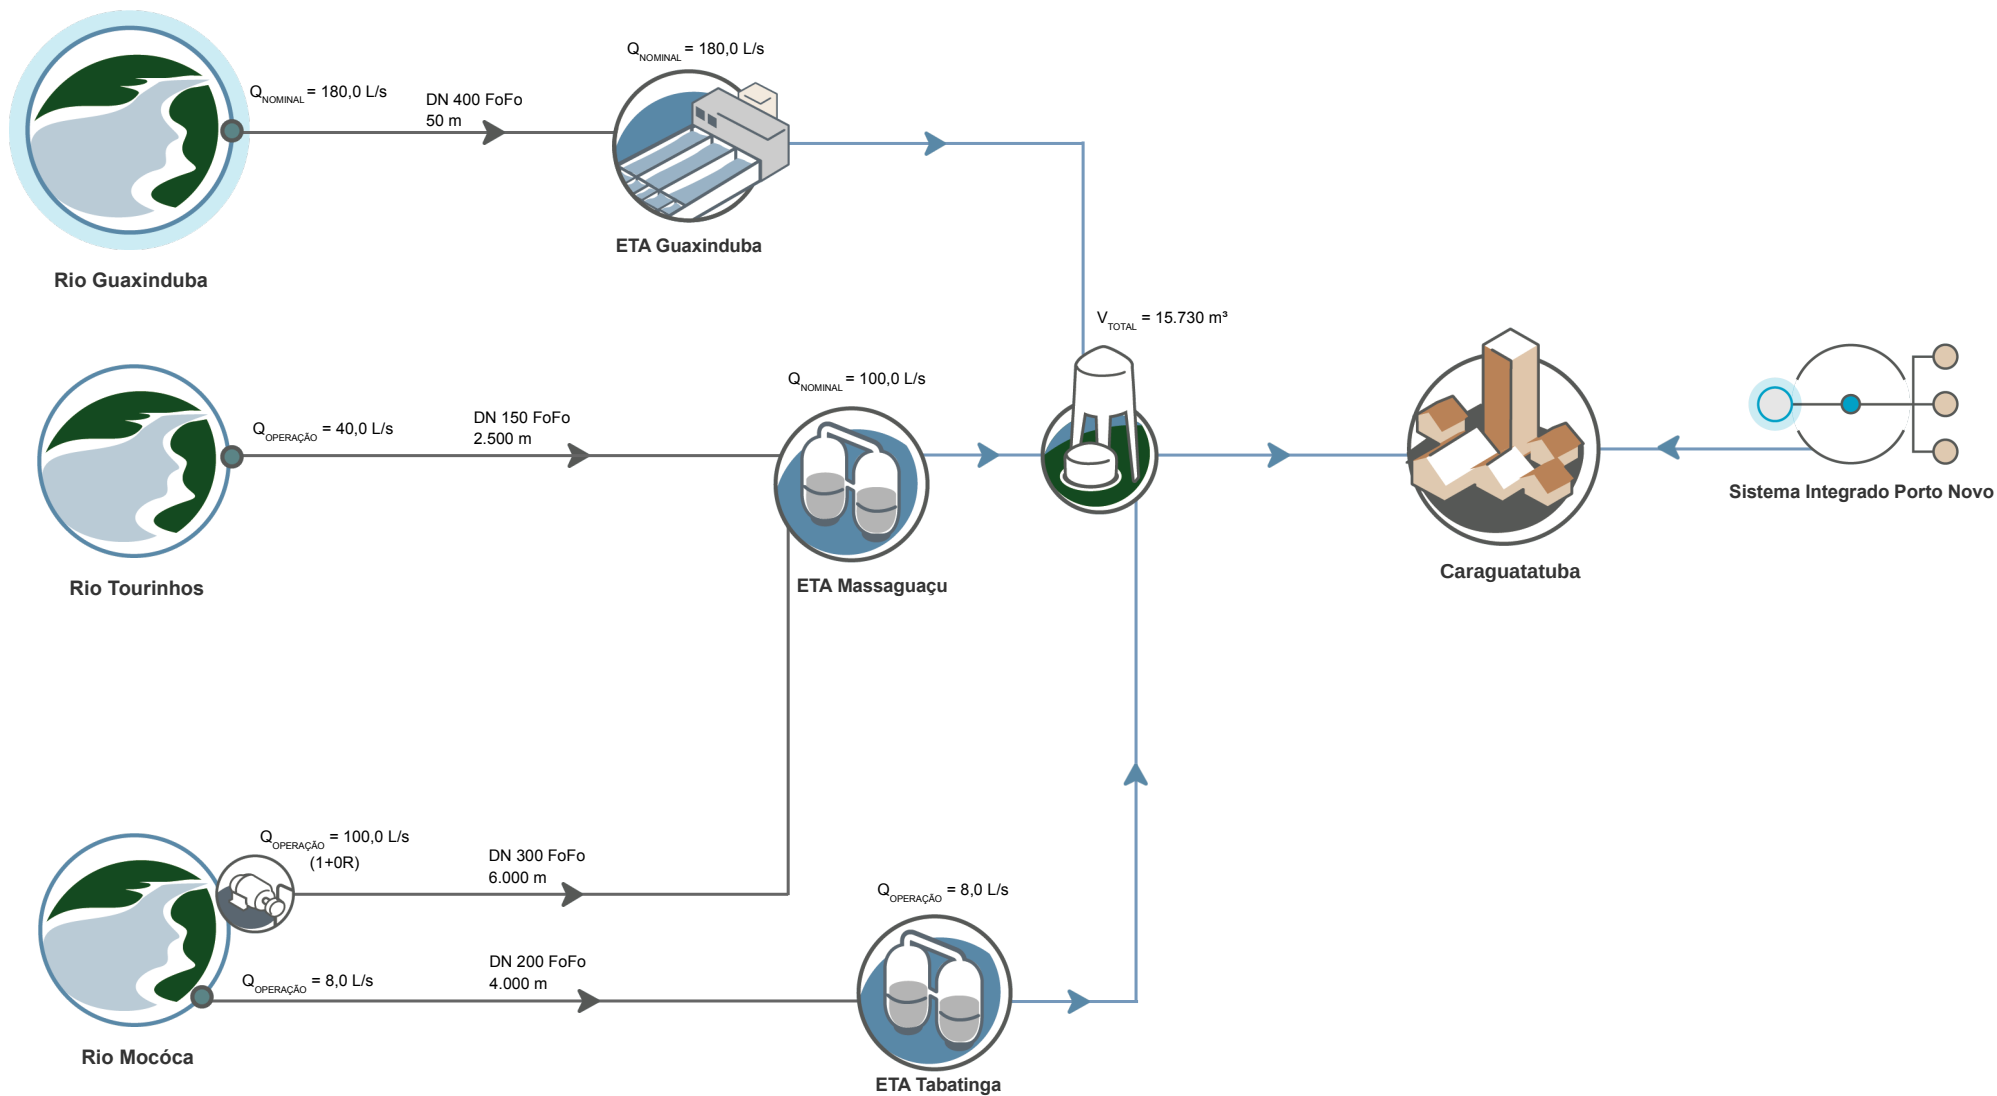 Q NOMINAL = 180,0 L/s
DN 400 FoFo
50 m
Q NOMINAL = 180,0 L/s
ETA Guaxinduba
Rio Guaxinduba
V TOTAL = 15.730 m³
Q OPERAÇÃO = 40,0 L/s
DN 150 FoFo
2.500 m
Q NOMINAL = 100,0 L/s
Sistema Integrado Porto Novo
Caraguatatuba
ETA Massaguaçu
Rio Tourinhos
Q OPERAÇÃO = 100,0 L/s
(1+0R)
DN 300 FoFo
6.000 m
Q OPERAÇÃO = 8,0 L/s
Q OPERAÇÃO = 8,0 L/s
DN 200 FoFo
4.000 m
Rio Mocóca
ETA Tabatinga